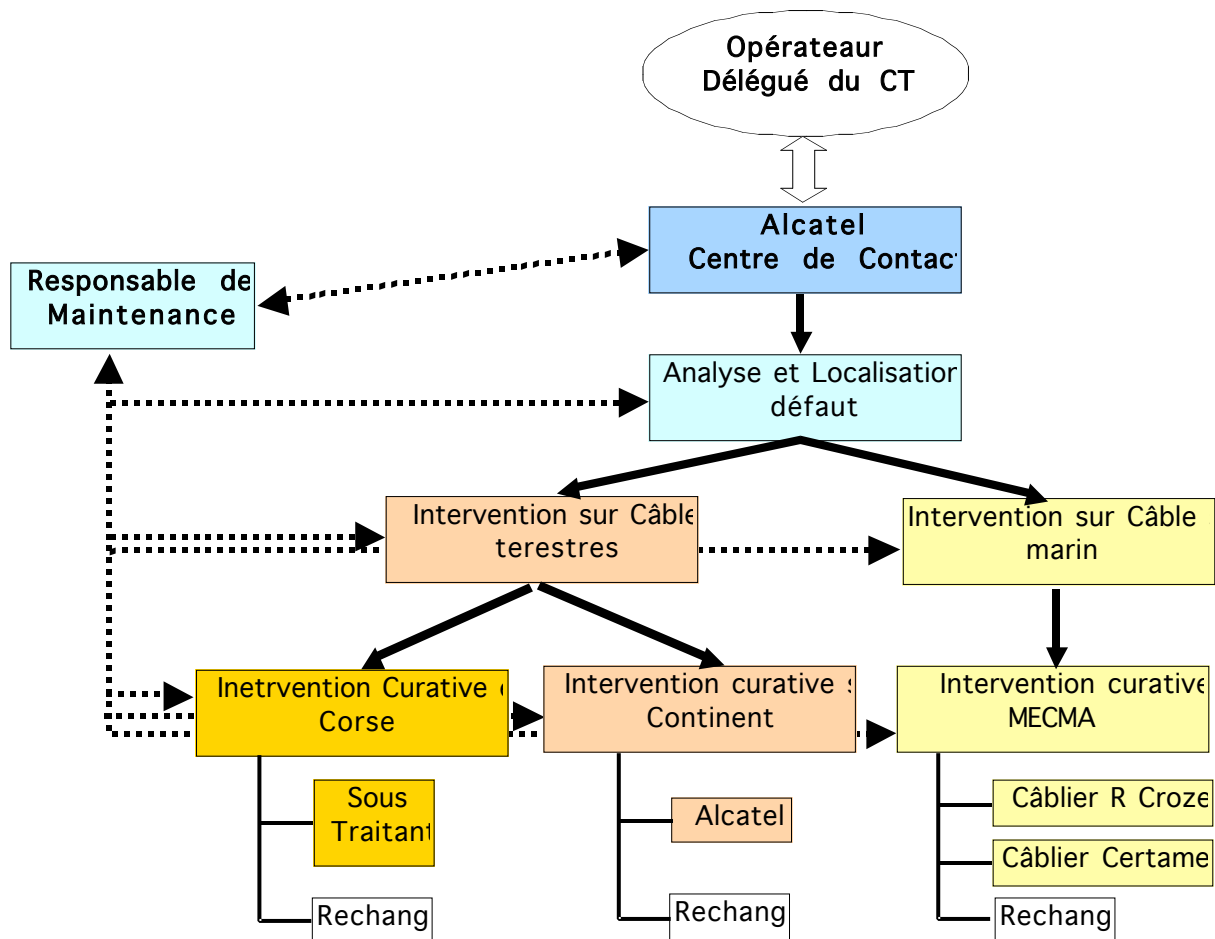 Opérateaur
Délégué du CT
Alcatel
Centre de Contac
Responsable de
Maintenance
Analyse et Localisation
défaut
Intervention sur Câble
terestres
Intervention sur Câble
marin
Inetrvention Curative
Corse
Intervention curative
Continent
Intervention curative
MECMA
Sous
Traitant
Alcatel
Câblier R Croze
Câblier Certame
Rechang
Rechang
Rechang